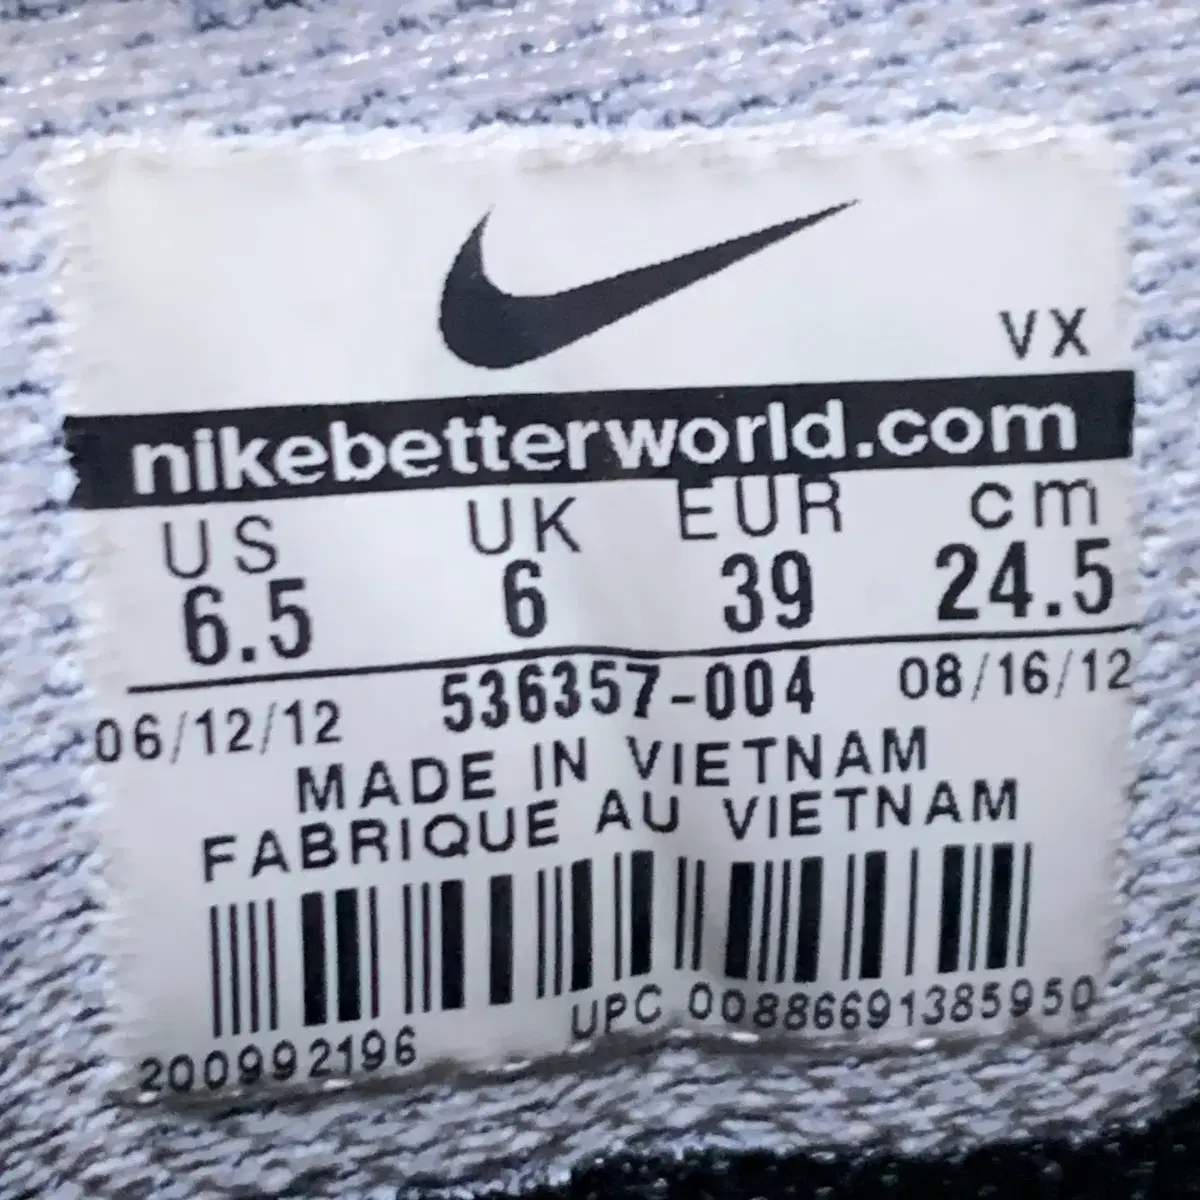 VX
nikebetterworld.com
US UK EUR cm
6.5 6 39 24.5
06/12/12 536357-004 08/16/12
MADE IN VIETNAM
FABRIQUE AU VIETNAM
200992196 UPC 00886691385950